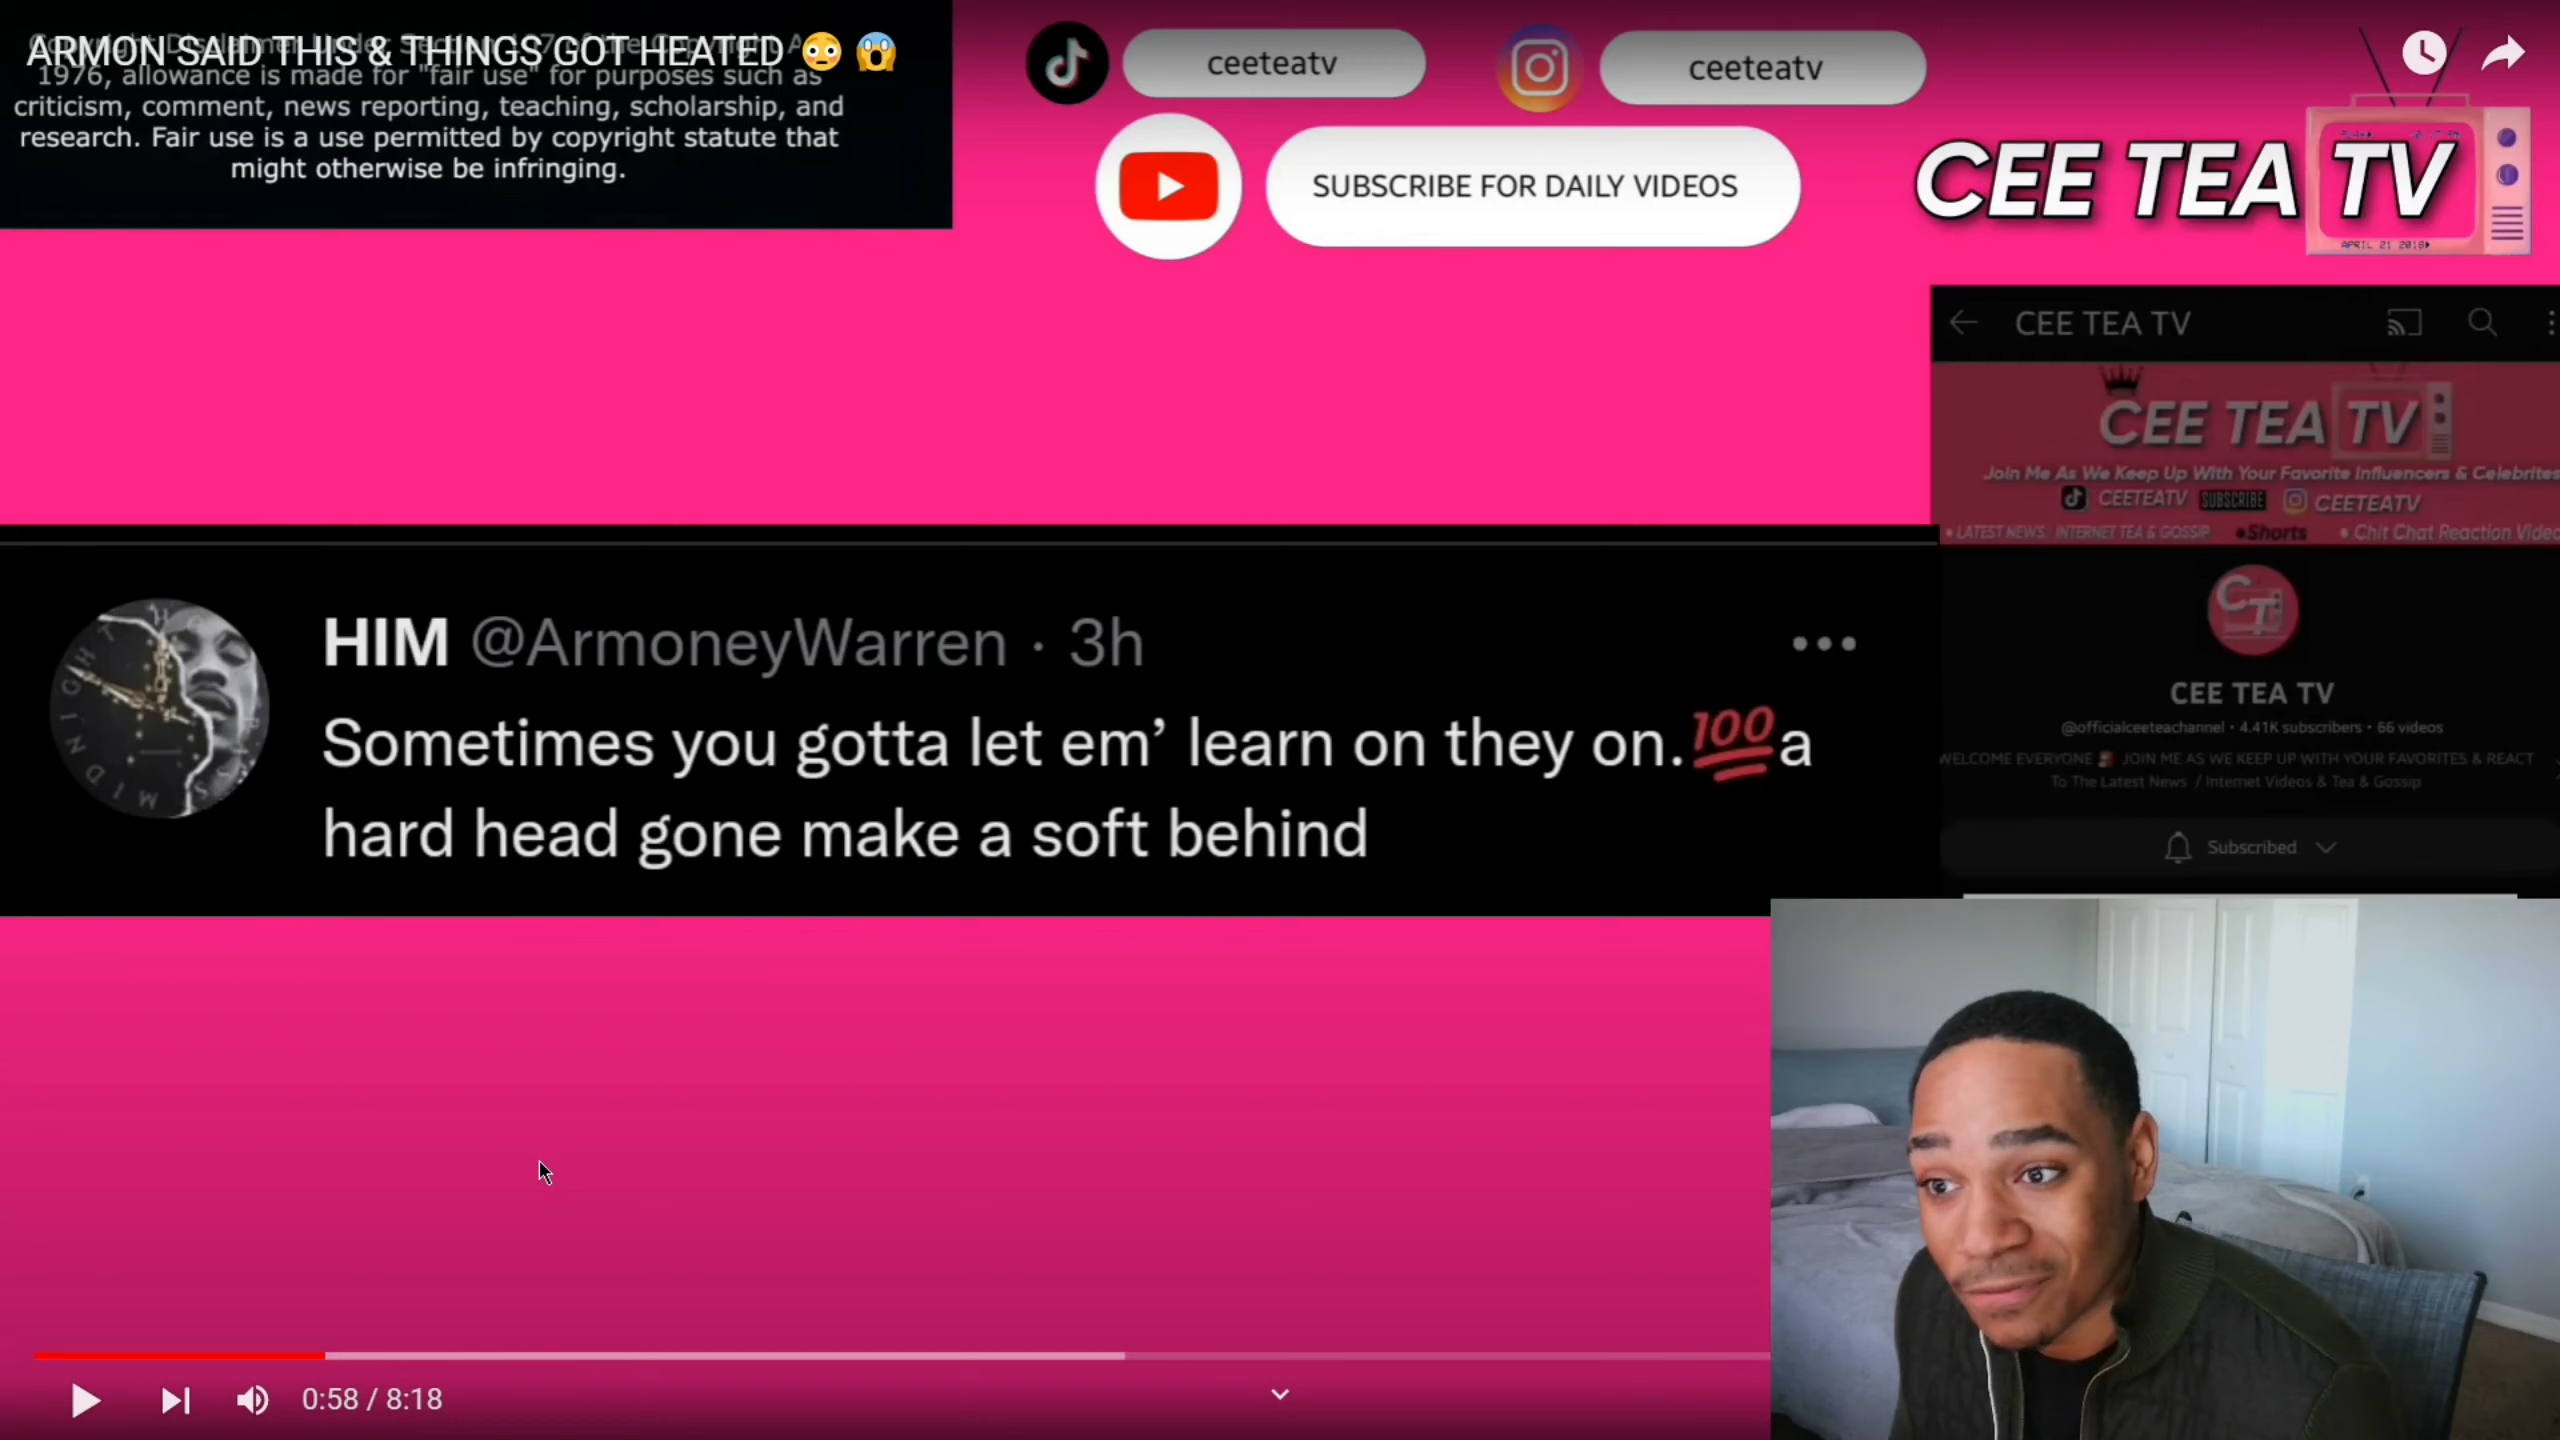 ARMON SAID THIS & THINGS GOT HEATED 😳 😱
1976, allowance is made for "fair use" for purposes such as
criticism, comment, news reporting, teaching, scholarship, and
research. Fair use is a use permitted by copyright statute that
might otherwise be infringing.
ceeteatv
ceeteatv
SUBSCRIBE FOR DAILY VIDEOS
CEE TEA TV
APRIL 21 2018
CEE TEA TV
CEE TEA TV
Join Me As We Keep Up With Your Favorite Influencers & Celebrites
CEETEATV SUBSCRIBE CEETEATV
• LATEST NEWS: INTERNET TEA & GOSSIP •Shorts • Chit Chat Reaction Video
CT
CEE TEA TV
@officialceeteachannel • 4.41K subscribers • 66 videos
WELCOME EVERYONE JOIN ME AS WE KEEP UP WITH YOUR FAVORITES & REACT
To The Latest News / Internet Videos & Tea & Gossip
Subscribed
HIM @ArmoneyWarren · 3h
Sometimes you gotta let em’ learn on they on.💯a
hard head gone make a soft behind
0:58 / 8:18